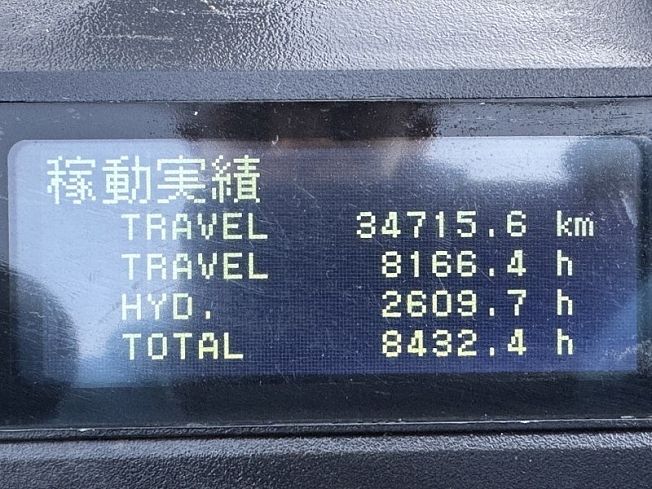 稼動実績
TRAVEL 34715.6 km
TRAVEL 8166.4 h
HYD. 2609.7 h
TOTAL 8432.4 h